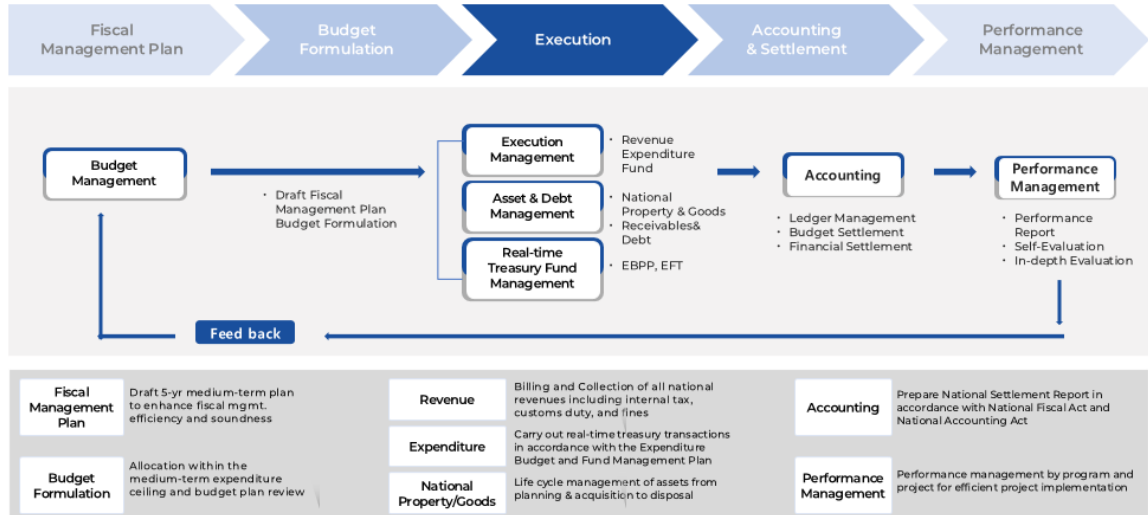 Fiscal
Management Plan
Budget
Formulation
Execution
Accounting
& Settlement
Performance
Management
Budget
Management
• Draft Fiscal
Management Plan
Budget Formulation
Execution
Management
• Revenue
Expenditure
Fund
Asset & Debt
Management
• National
Property & Goods
• Receivables&
Debt
Real-time
Treasury Fund
Management
• EBPP, EFT
Accounting
• Ledger Management
• Budget Settlement
• Financial Settlement
Performance
Management
• Performance
Report
• Self-Evaluation
• In-depth Evaluation
Feed back
Fiscal
Management
Plan
Draft 5-yr medium-term plan
to enhance fiscal mgmt.
efficiency and soundness
Budget
Formulation
Allocation within the
medium-term expenditure
ceiling and budget plan review
Revenue
Billing and Collection of all national
revenues including internal tax,
customs duty, and fines
Expenditure
Carry out real-time treasury transactions
in accordance with the Expenditure
Budget and Fund Management Plan
National
Property/Goods
Life cycle management of assets from
planning & acquisition to disposal
Accounting
Prepare National Settlement Report in
accordance with National Fiscal Act and
National Accounting Act
Performance
Management
Performance management by program and
project for efficient project implementation